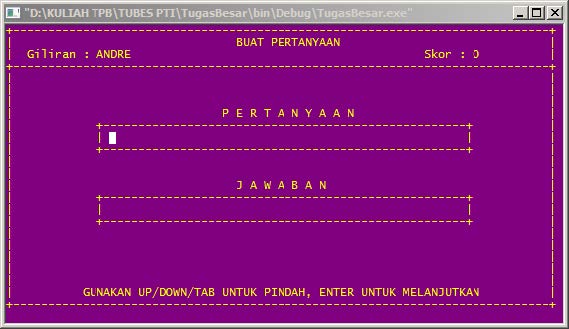 "D:\KULIAH TPB\TUBES PTI\TugasBesar\bin\Debug\TugasBesar.exe"
BUAT PERTANYAAN
Giliran : ANDRE Skor : 0
P E R T A N Y A A N
J A W A B A N
GUNAKAN UP/DOWN/TAB UNTUK PINDAH, ENTER UNTUK MELANJUTKAN